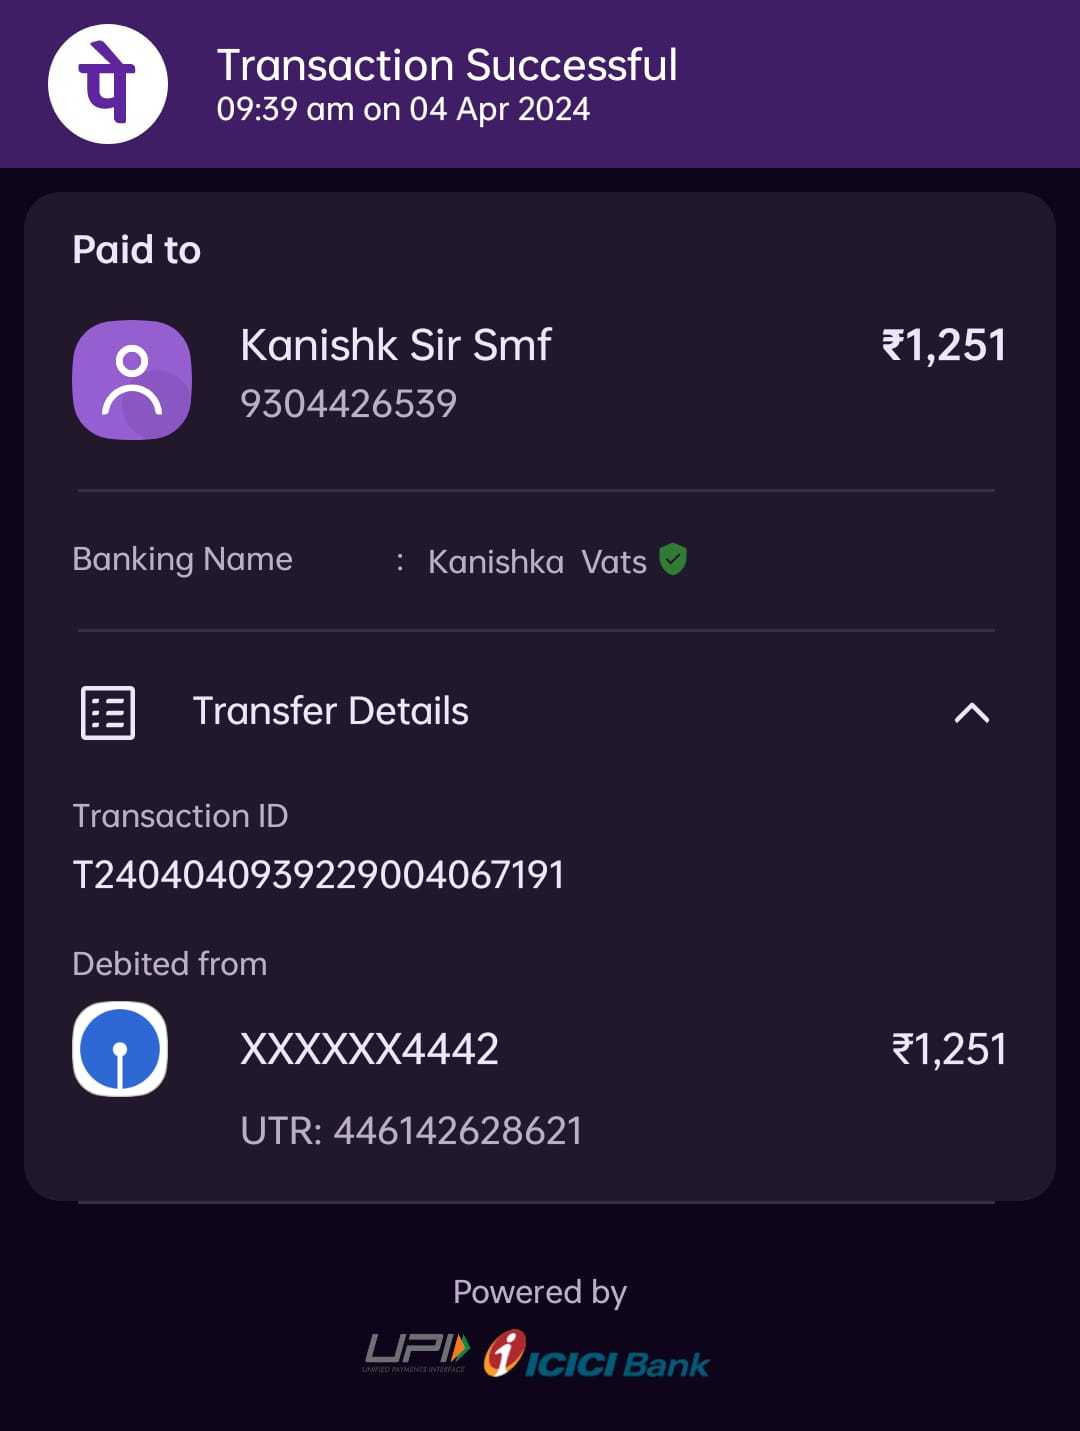 पे
Transaction Successful
09:39 am on 04 Apr 2024
Paid to
Kanishk Sir Smf ₹1,251
9304426539
Banking Name : Kanishka Vats
Transfer Details
Transaction ID
T2404040939229004067191
Debited from
XXXXXX4442 ₹1,251
UTR: 446142628621
Powered by
UPI
UNIFIED PAYMENTS INTERFACE
i ICICI Bank